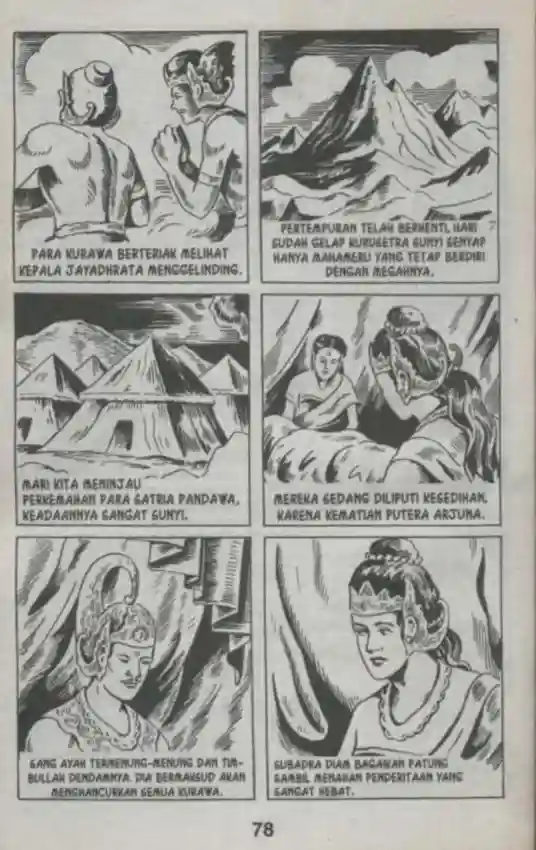 PARA KURAWA BERTERIAK MELIHAT
KEPALA JAYADHRATA MENGGELINDING.
PERTEMPURAN TELAH BERHENTI, HARI
SUDAH GELAP KURUSETRA SUNYI SENYAP
HANYA MAHAMERU YANG TETAP BERDIRI
DENGAN MEGAHNYA.
MARI KITA MENINJAU
PERKEMAHAN PARA SATRIA PANDAWA,
KEADAANNYA SANGAT SUNYI.
MEREKA SEDANG DILIPUTI KESEDIHAN,
KARENA KEMATIAN PUTERA ARJUNA.
SANG AYAH TERMENUNG-MENUNG DAN TIM-
BULLAH DENDAMNYA. DIA BERMAKSUD AKAN
MENGHANCURKAN SEMUA KURAWA.
SUBADRA DIAM BAGAIKAN PATUNG
SAMBIL MENAHAN PENDERITAAN YANG
SANGAT HEBAT.
78